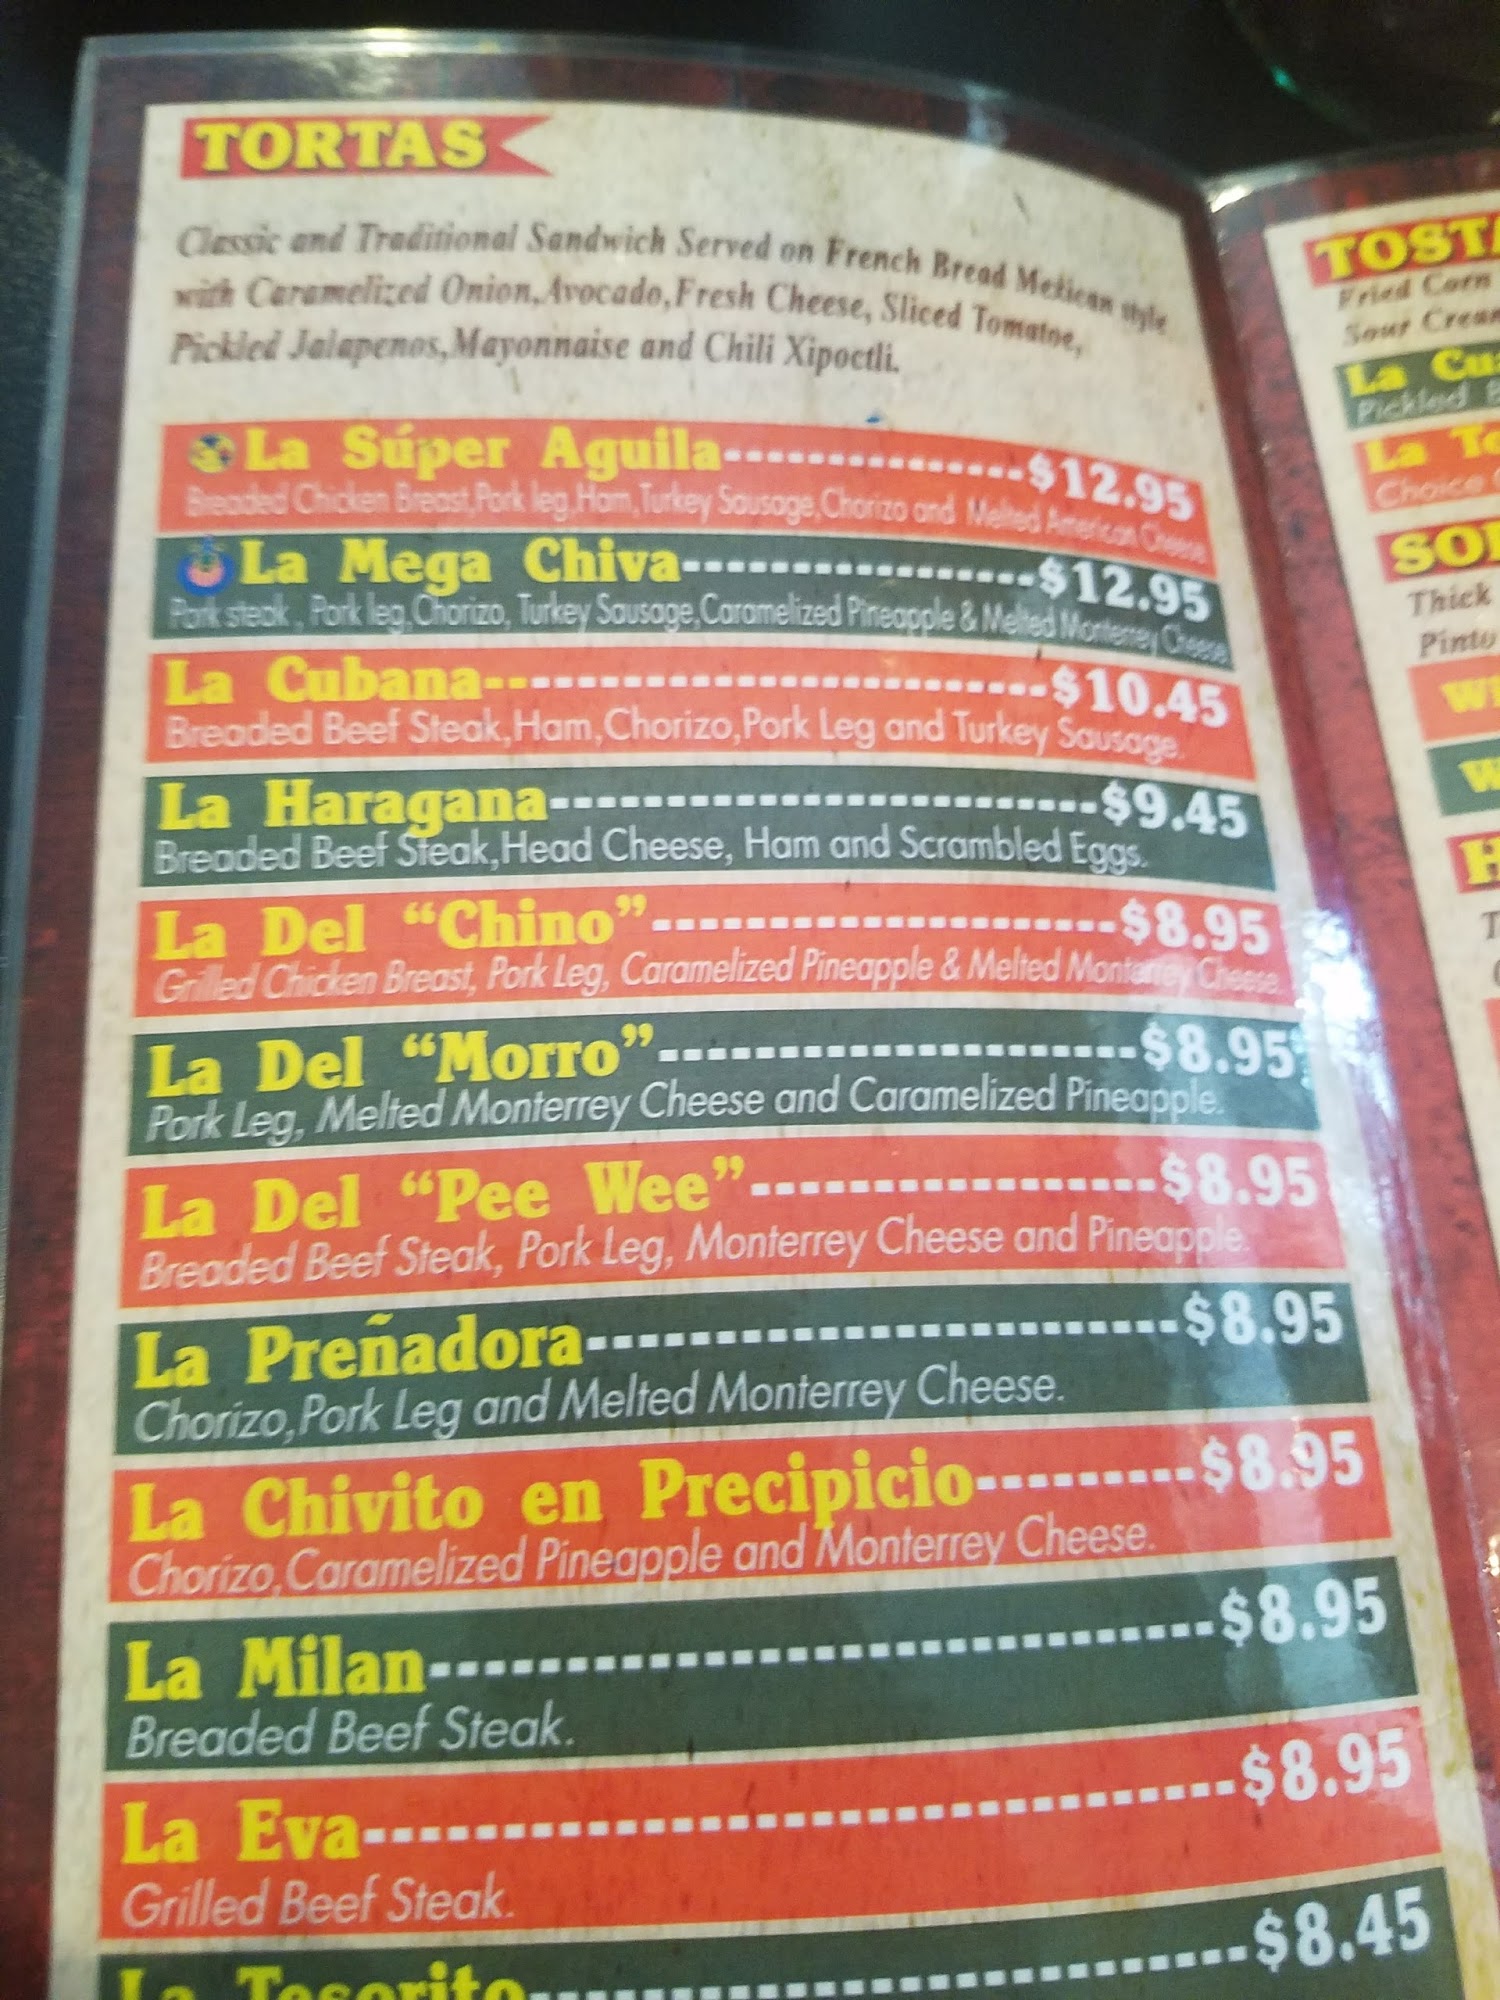 TORTAS
Classic and Traditional Sandwich Served on French Bread Mexican style
with Caramelized Onion,Avocado,Fresh Cheese, Sliced Tomatoe,
Pickled Jalapenos,Mayonnaise and Chili Xipoctli.
La Súper Aguila--------------$12.95
Breaded Chicken Breast,Pork leg,Ham,Turkey Sausage,Chorizo and Melted American Cheese
La Mega Chiva----------------$12.95
Pork steak , Pork leg,Chorizo, Turkey Sausage,Caramelized Pineapple & Melted Monterrey Cheese
La Cubana-------------------------$10.45
Breaded Beef Steak,Ham,Chorizo,Pork Leg and Turkey Sausage.
La Haragana------------------------$9.45
Breaded Beef Steak,Head Cheese, Ham and Scrambled Eggs.
La Del “Chino”--------------------$8.95
Grilled Chicken Breast, Pork Leg, Caramelized Pineapple & Melted Monterrey Cheese.
La Del “Morro”--------------------$8.95
Pork Leg, Melted Monterrey Cheese and Caramelized Pineapple.
La Del “Pee Wee”-----------------$8.95
Breaded Beef Steak, Pork Leg, Monterrey Cheese and Pineapple.
La Preñadora------------------------$8.95
Chorizo,Pork Leg and Melted Monterrey Cheese.
La Chivito en Precipicio---------$8.95
Chorizo,Caramelized Pineapple and Monterrey Cheese.
La Milan-------------------------------$8.95
Breaded Beef Steak.
La Eva----------------------------------$8.95
Grilled Beef Steak.
La Tesorito---------------------------$8.45
Fried Corn
Sour
La
Pickled
La
Choice
Thick
Pinto